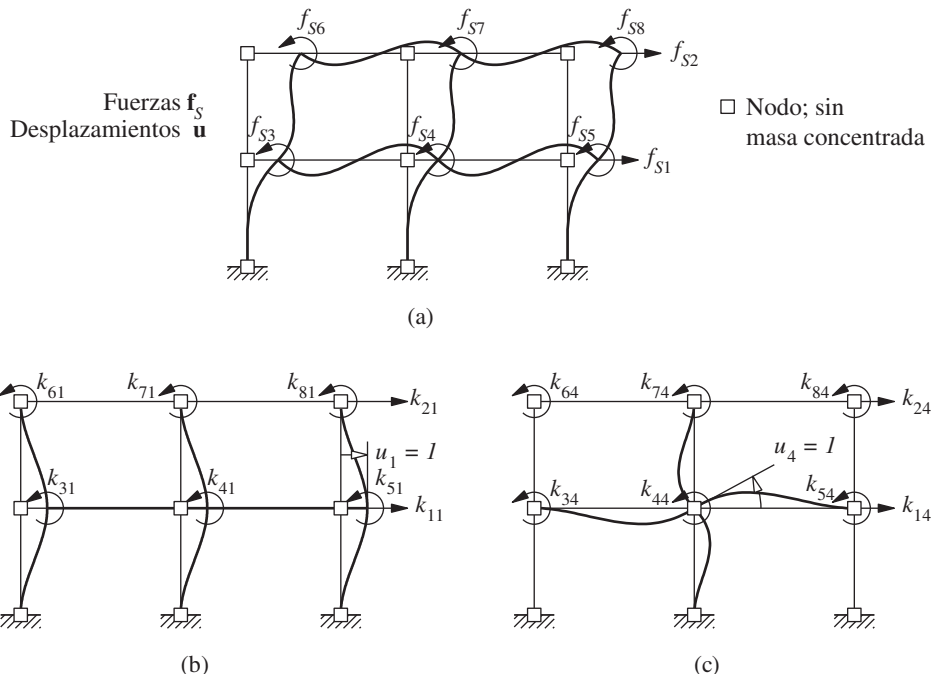 f_S6 f_S7 f_S8
f_S2
Fuerzas f_S
Desplazamientos u
Nodo; sin
masa concentrada
f_S3 f_S4 f_S5
f_S1
(a)
k_61 k_71 k_81
k_21
u_1 = 1
k_31 k_41 k_51
k_11
(b)
k_64 k_74 k_84
k_24
u_4 = 1
k_34 k_44 k_54
k_14
(c)